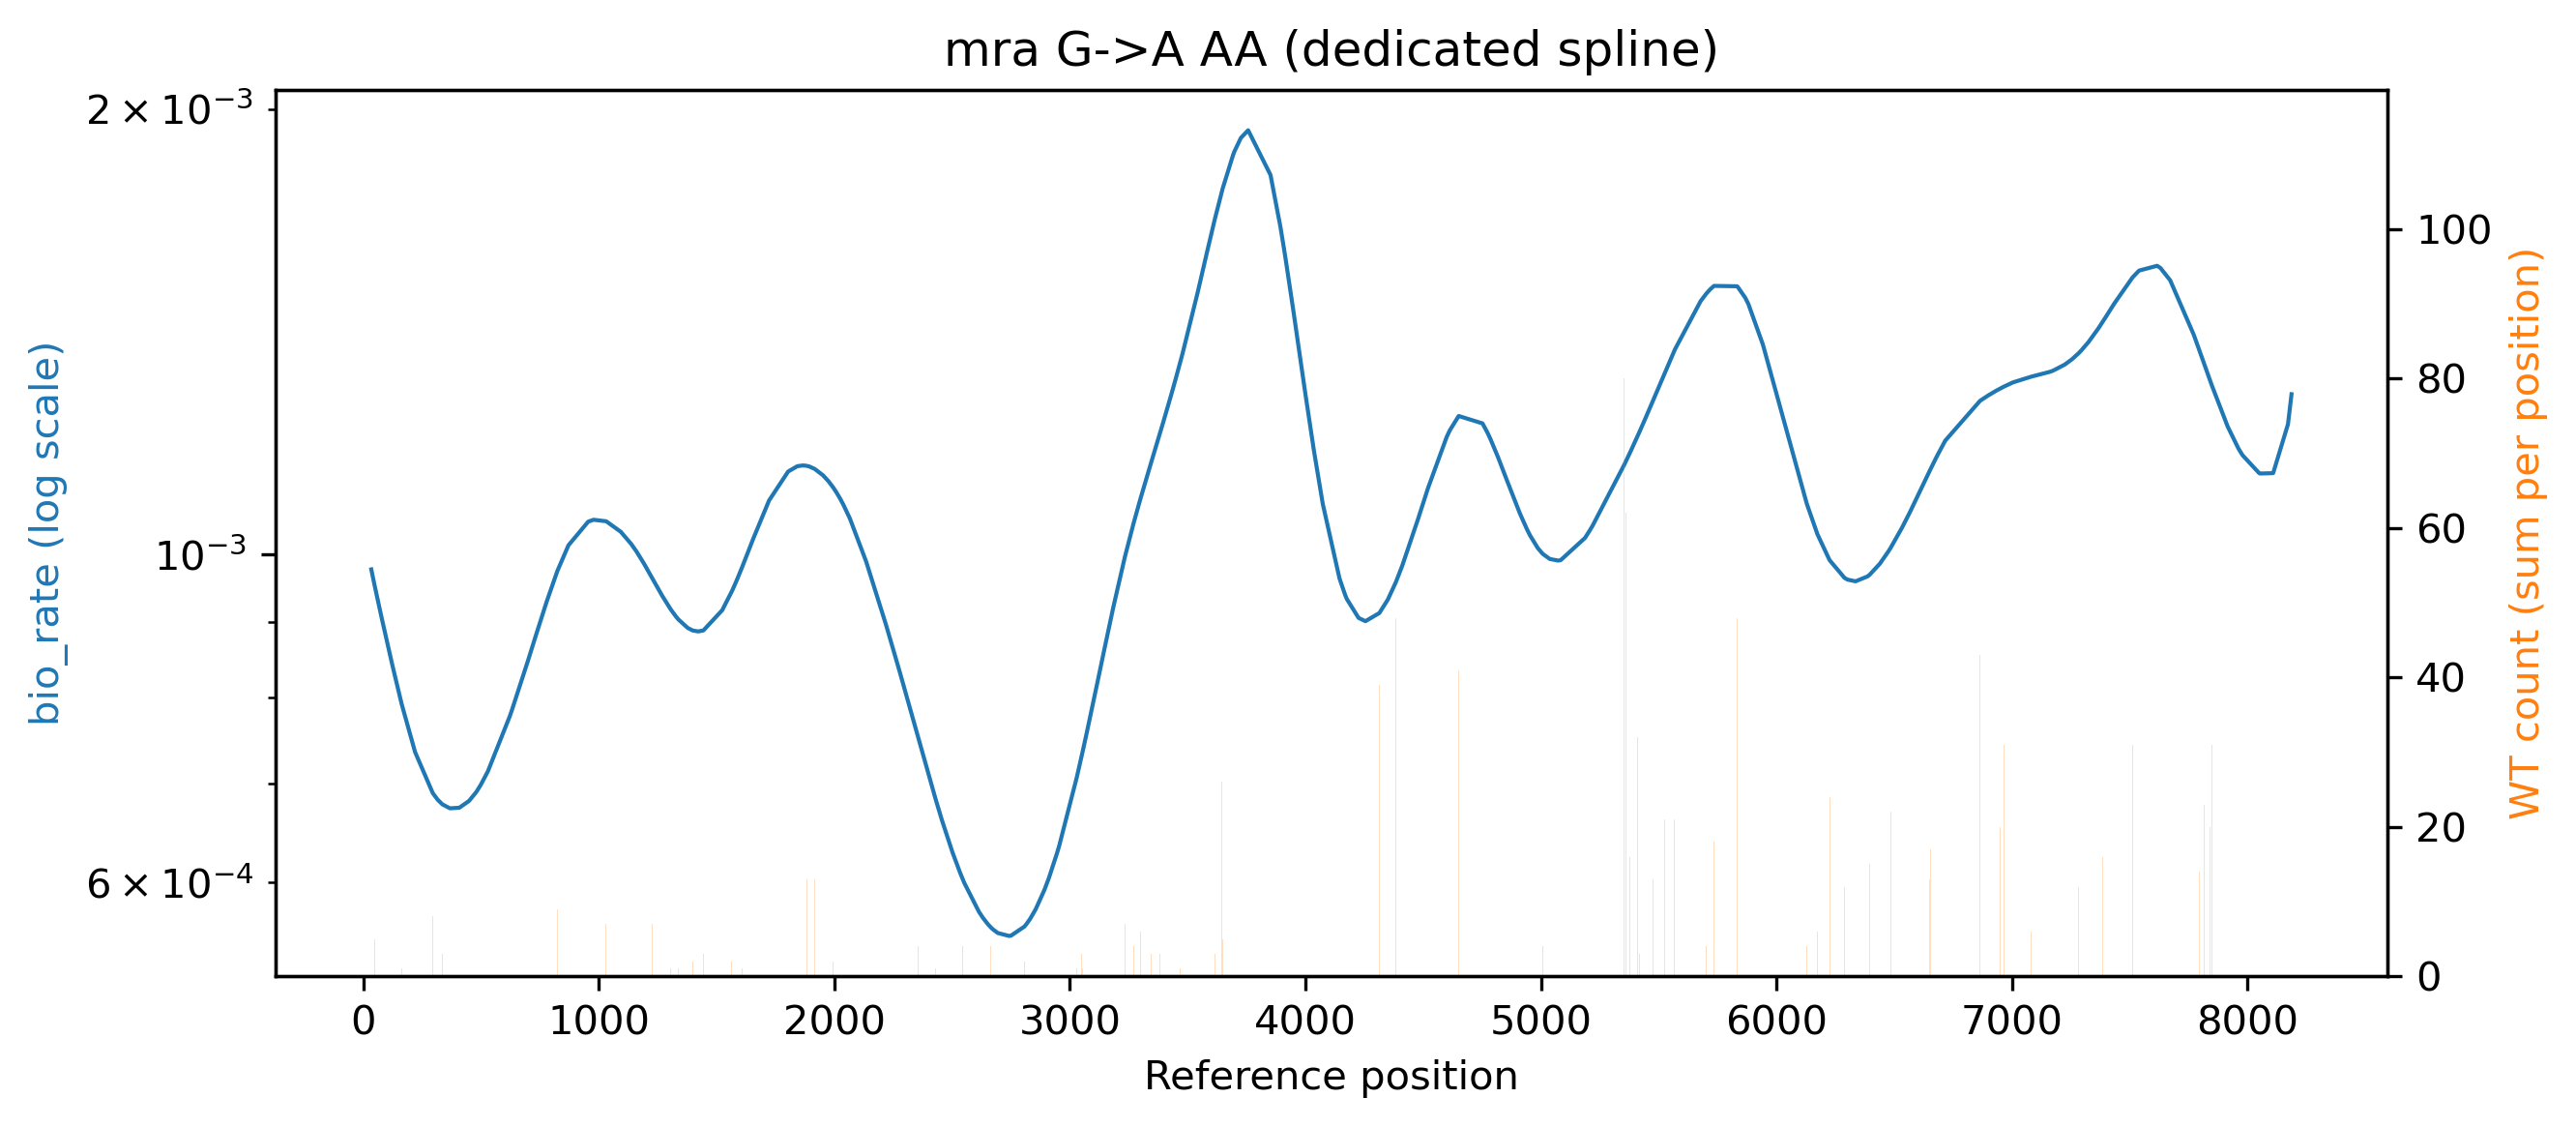 mra G->A AA (dedicated spline)
2 × 10⁻³
10⁻³
6 × 10⁻⁴
bio_rate (log scale)
100
80
60
40
20
0
WT count (sum per position)
0 1000 2000 3000 4000 5000 6000 7000 8000
Reference position